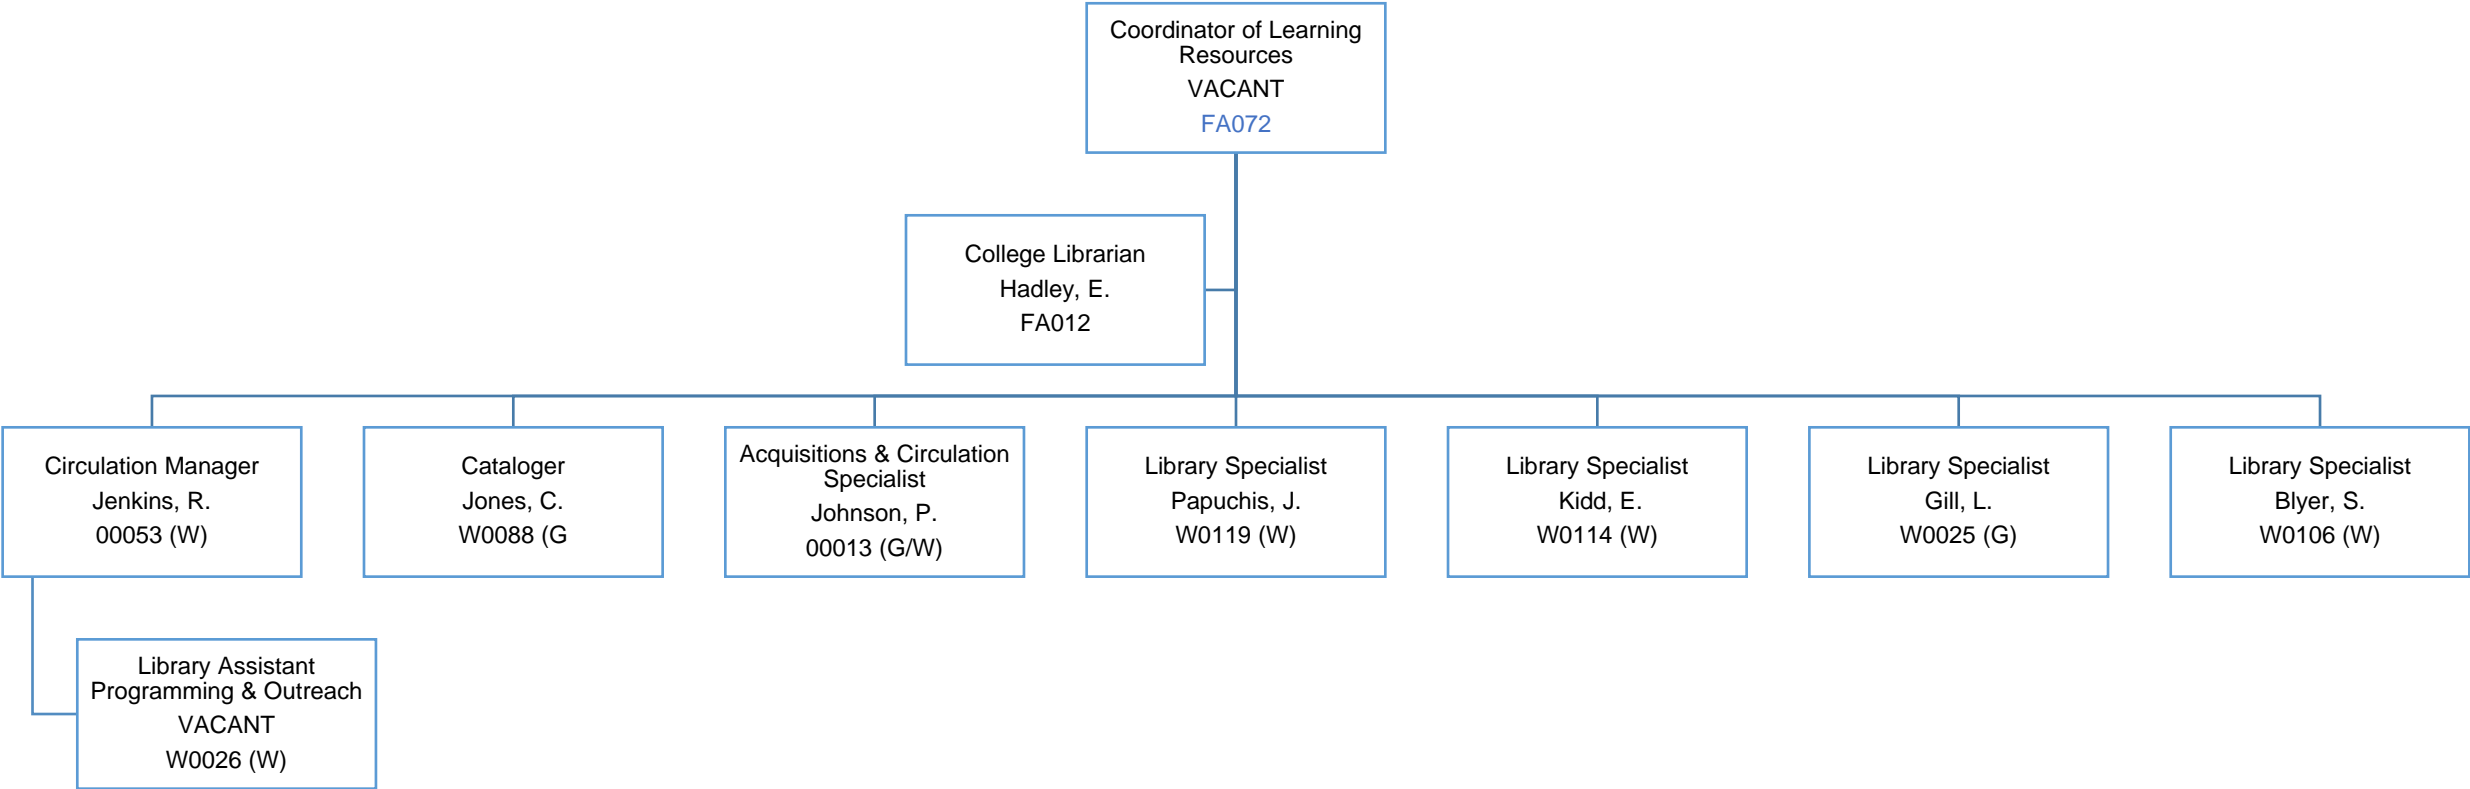 Coordinator of Learning
Resources
VACANT
FA072
College Librarian
Hadley, E.
FA012
Circulation Manager
Jenkins, R.
00053 (W)
Cataloger
Jones, C.
W0088 (G
Acquisitions & Circulation
Specialist
Johnson, P.
00013 (G/W)
Library Specialist
Papuchis, J.
W0119 (W)
Library Specialist
Kidd, E.
W0114 (W)
Library Specialist
Gill, L.
W0025 (G)
Library Specialist
Blyer, S.
W0106 (W)
Library Assistant
Programming & Outreach
VACANT
W0026 (W)